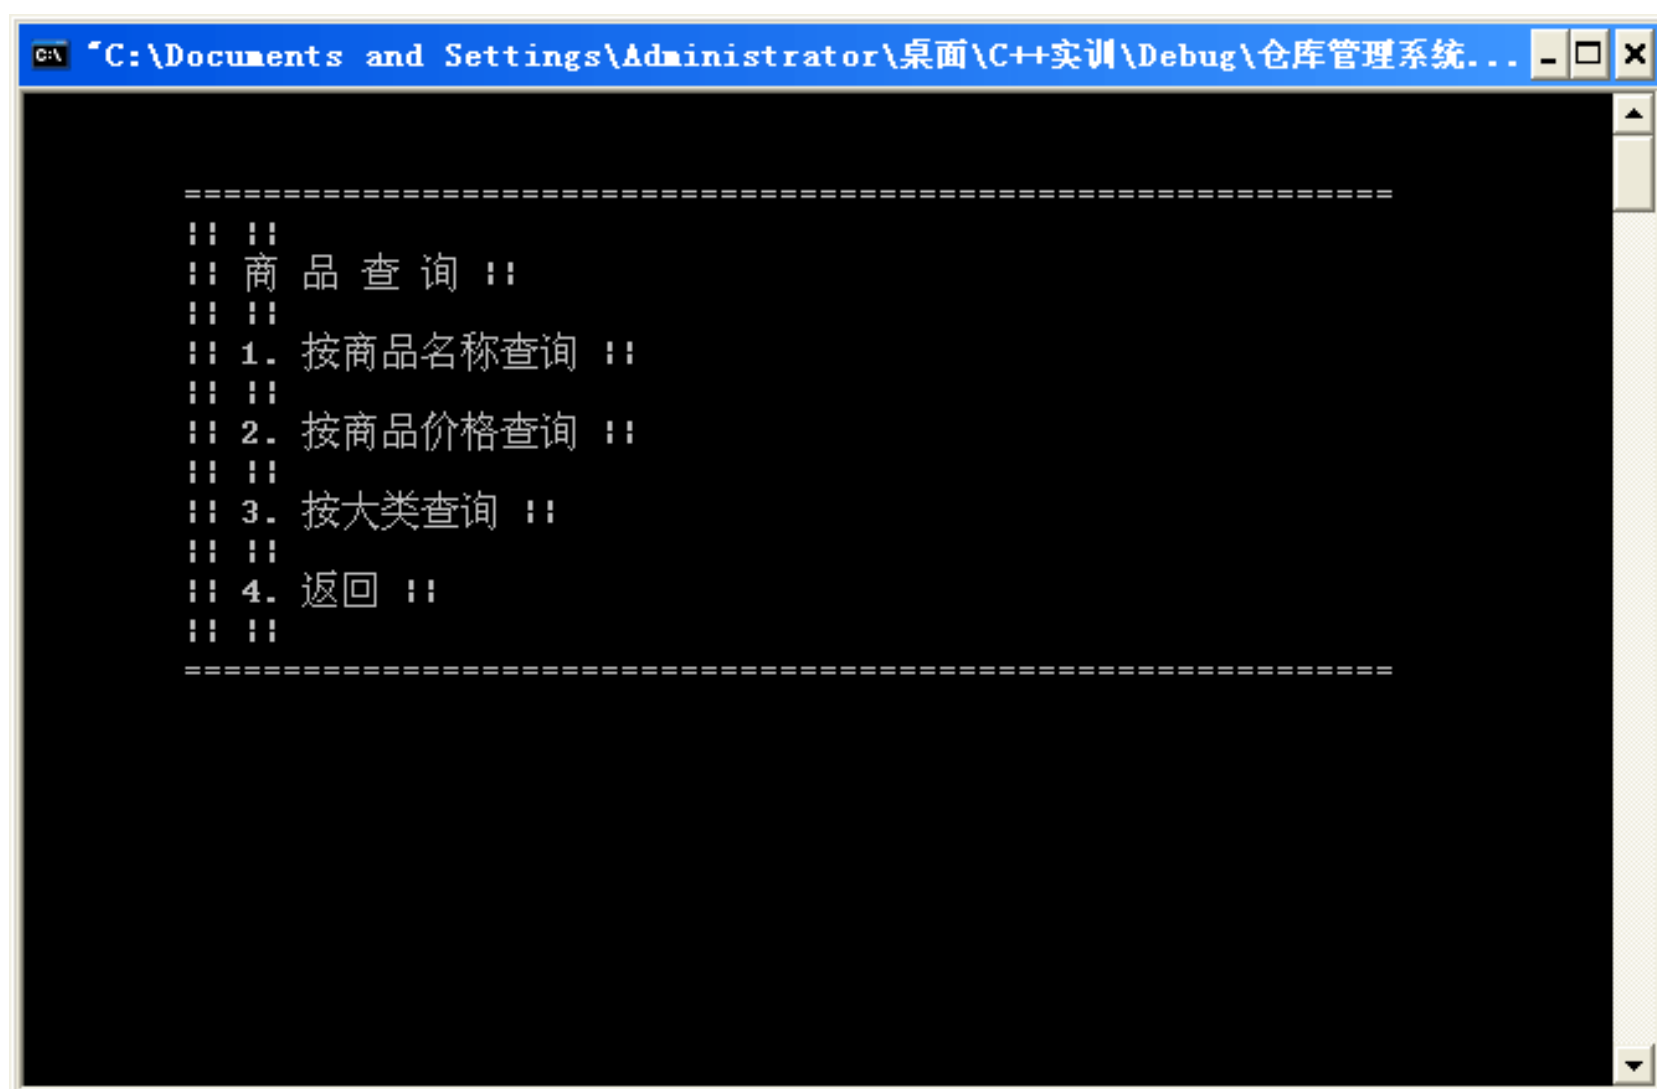 "C:\Documents and Settings\Administrator\桌面\C++实训\Debug\仓库管理系统...
=============================================================
|| ||
|| 商 品 查 询 ||
|| ||
|| 1. 按商品名称查询 ||
|| ||
|| 2. 按商品价格查询 ||
|| ||
|| 3. 按大类查询 ||
|| ||
|| 4. 返回 ||
|| ||
=============================================================